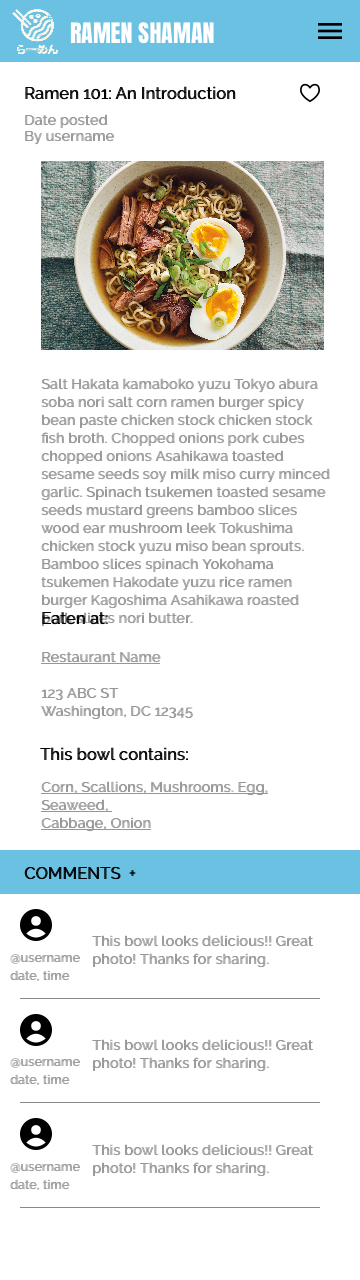 らーめん
RAMEN SHAMAN
Ramen 101: An Introduction
Date posted
By username
Salt Hakata kamaboko yuzu Tokyo abura
soba nori salt corn ramen burger spicy
bean paste chicken stock chicken stock
fish broth. Chopped onions pork cubes
chopped onions Asahikawa toasted
sesame seeds soy milk miso curry minced
garlic. Spinach tsukemen toasted sesame
seeds mustard greens bamboo slices
wood ear mushroom leek Tokushima
chicken stock yuzu miso bean sprouts.
Bamboo slices spinach Yokohama
tsukemen Hakodate yuzu rice ramen
burger Kagoshima Asahikawa roasted
slices nori butter.
Eaten at:
Restaurant Name
123 ABC ST
Washington, DC 12345
This bowl contains:
Corn, Scallions, Mushrooms. Egg,
Seaweed,
Cabbage, Onion
COMMENTS +
@username
date, time
This bowl looks delicious!! Great
photo! Thanks for sharing.
@username
date, time
This bowl looks delicious!! Great
photo! Thanks for sharing.
@username
date, time
This bowl looks delicious!! Great
photo! Thanks for sharing.